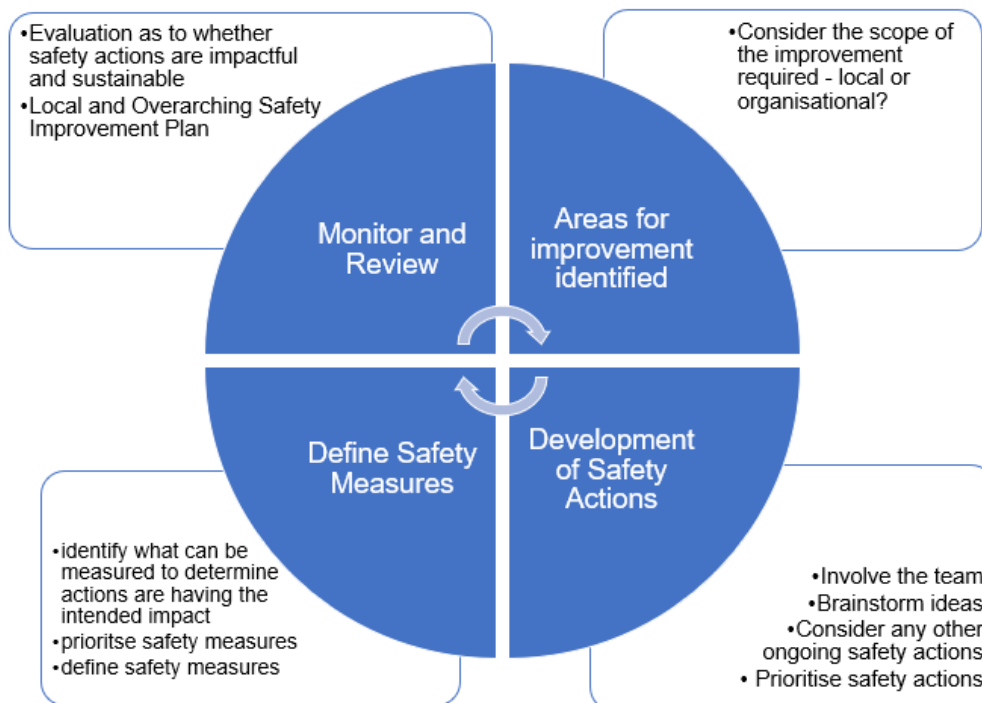 •Evaluation as to whether
safety actions are impactful
and sustainable
•Local and Overarching Safety
Improvement Plan
•Consider the scope of
the improvement
required - local or
organisational?
Monitor and
Review
Areas for
improvement
identified
Define Safety
Measures
Development
of Safety
Actions
•identify what can be
measured to determine
actions are having the
intended impact
•prioritse safety measures
•define safety measures
•Involve the team
•Brainstorm ideas
•Consider any other
ongoing safety actions
• Prioritise safety actions